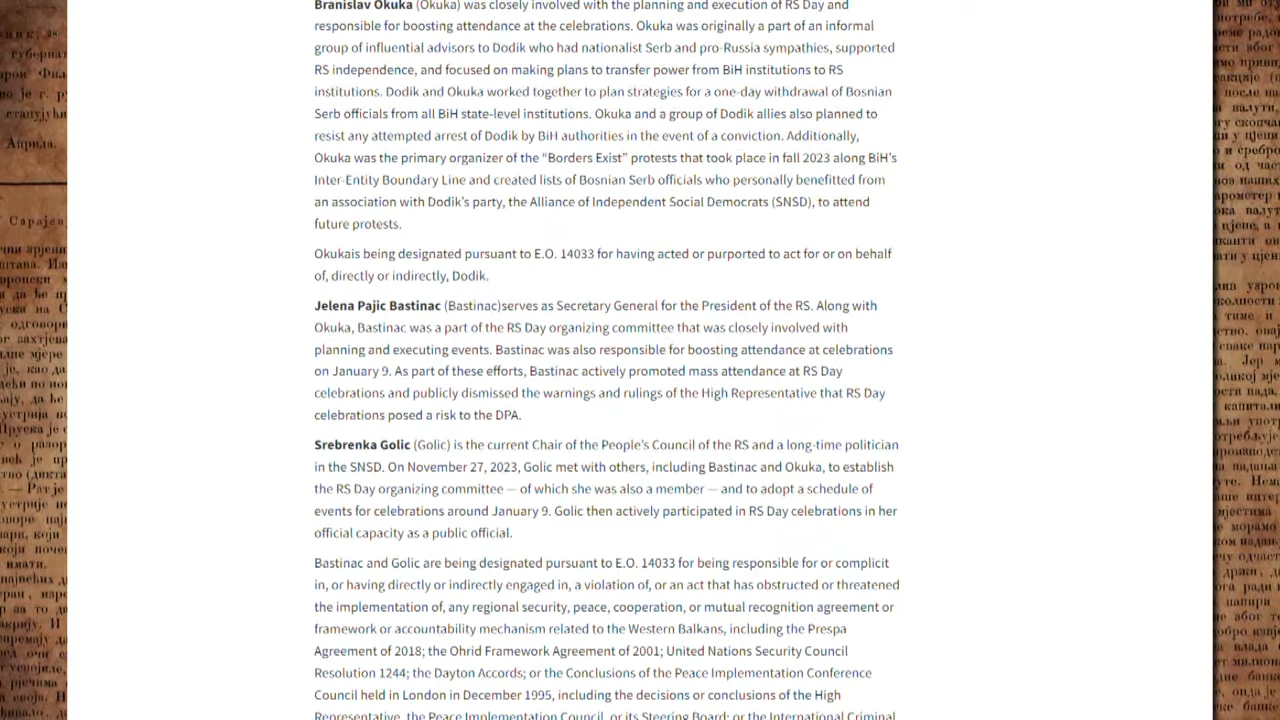 Branislav Okuka (Okuka) was closely involved with the planning and execution of RS Day and
responsible for boosting attendance at the celebrations. Okuka was originally a part of an informal
group of influential advisors to Dodik who had nationalist Serb and pro-Russia sympathies, supported
RS independence, and focused on making plans to transfer power from BiH institutions to RS
institutions. Dodik and Okuka worked together to plan strategies for a one-day withdrawal of Bosnian
Serb officials from all BiH state-level institutions. Okuka and a group of Dodik allies also planned to
resist any attempted arrest of Dodik by BiH authorities in the event of a conviction. Additionally,
Okuka was the primary organizer of the “Borders Exist” protests that took place in fall 2023 along BiH’s
Inter-Entity Boundary Line and created lists of Bosnian Serb officials who personally benefitted from
an association with Dodik’s party, the Alliance of Independent Social Democrats (SNSD), to attend
future protests.
Okukais being designated pursuant to E.O. 14033 for having acted or purported to act for or on behalf
of, directly or indirectly, Dodik.
Jelena Pajic Bastinac (Bastinac)serves as Secretary General for the President of the RS. Along with
Okuka, Bastinac was a part of the RS Day organizing committee that was closely involved with
planning and executing events. Bastinac was also responsible for boosting attendance at celebrations
on January 9. As part of these efforts, Bastinac actively promoted mass attendance at RS Day
celebrations and publicly dismissed the warnings and rulings of the High Representative that RS Day
celebrations posed a risk to the DPA.
Srebrenka Golic (Golic) is the current Chair of the People’s Council of the RS and a long-time politician
in the SNSD. On November 27, 2023, Golic met with others, including Bastinac and Okuka, to establish
the RS Day organizing committee — of which she was also a member — and to adopt a schedule of
events for celebrations around January 9. Golic then actively participated in RS Day celebrations in her
official capacity as a public official.
Bastinac and Golic are being designated pursuant to E.O. 14033 for being responsible for or complicit
in, or having directly or indirectly engaged in, a violation of, or an act that has obstructed or threatened
the implementation of, any regional security, peace, cooperation, or mutual recognition agreement or
framework or accountability mechanism related to the Western Balkans, including the Prespa
Agreement of 2018; the Ohrid Framework Agreement of 2001; United Nations Security Council
Resolution 1244; the Dayton Accords; or the Conclusions of the Peace Implementation Conference
Council held in London in December 1995, including the decisions or conclusions of the High
Representative, the Peace Implementation Council, or its Steering Board; or the International Criminal